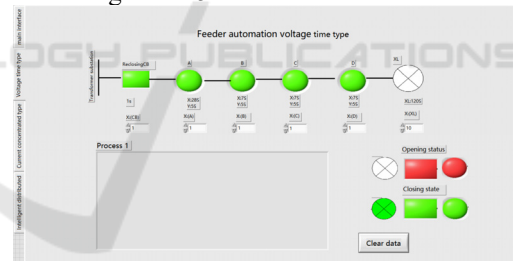 Feeder automation voltage time type
main interface
Voltage time type
Current concentrated type
Intelligent distributed
Transformer substation
ReclosingCB A B C D XL
1s X:28S X:7S X:7S X:7S XL/120S
Y:5S Y:5S Y:5S Y:5S
K(CB) K(A) K(B) K(C) K(D) K(XL)
1 1 1 1 1 10
Process 1
Opening status
Closing state
Clear data
LOGY PUBLICATIONS